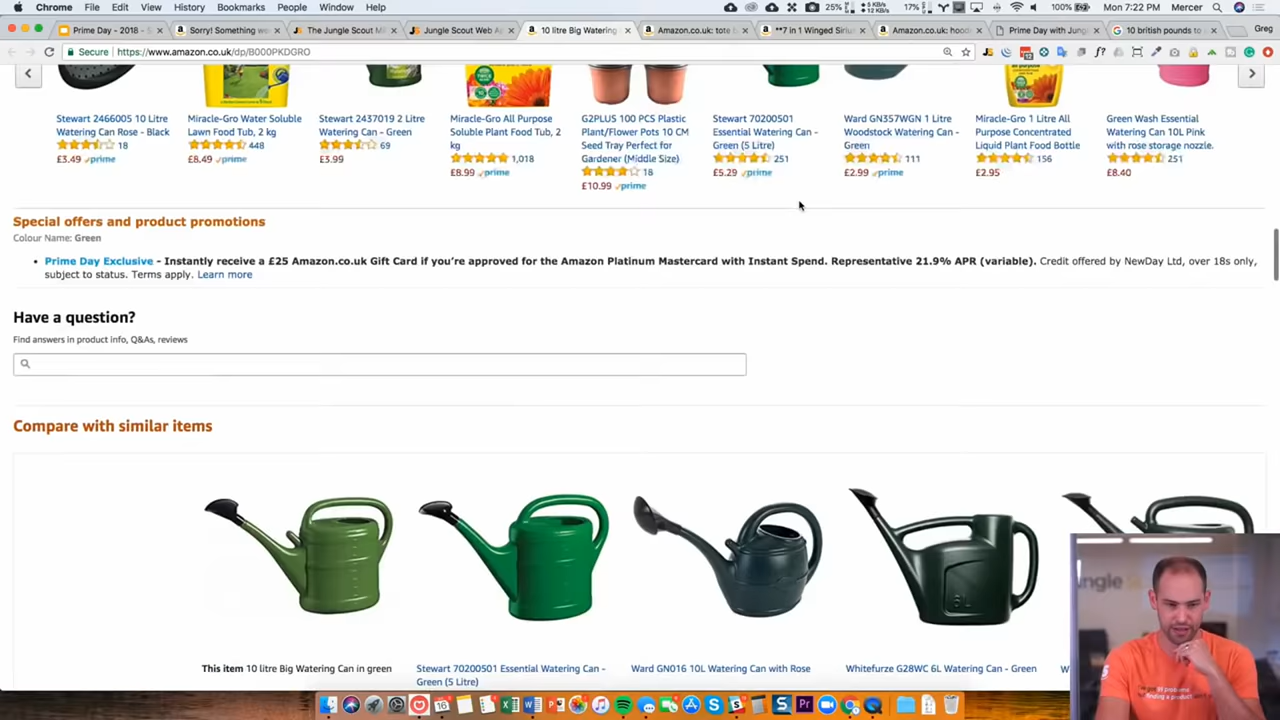 Chrome File Edit View History Bookmarks People Window Help 25% 5 KB/s 12 KB/s 17% 100% Mon 7:22 PM Mercer
Prime Day - 2018 - S Sorry! Something w The Jungle Scout Mi Jungle Scout Web A 10 litre Big Watering Amazon.co.uk: tote b **7 in 1 Winged Siriu Amazon.co.uk: hood Prime Day with Jung 10 british pounds to Greg
Secure https://www.amazon.co.uk/dp/B000PKDGRO
Stewart 2466005 10 Litre Watering Can Rose - Black
18
£3.49 prime
Miracle-Gro Water Soluble Lawn Food Tub, 2 kg
448
£8.49 prime
Stewart 2437019 2 Litre Watering Can - Green
69
£3.99
Miracle-Gro All Purpose Soluble Plant Food Tub, 2 kg
1,018
£8.99 prime
G2PLUS 100 PCS Plastic Plant/Flower Pots 10 CM Seed Tray Perfect for Gardener (Middle Size)
18
£10.99 prime
Stewart 70200501 Essential Watering Can - Green (5 Litre)
251
£5.29 prime
Ward GN357WGN 1 Litre Woodstock Watering Can - Green
111
£2.99 prime
Miracle-Gro 1 Litre All Purpose Concentrated Liquid Plant Food Bottle
156
£2.95
Green Wash Essential Watering Can 10L Pink with rose storage nozzle.
251
£8.40
Special offers and product promotions
Colour Name: Green
Prime Day Exclusive - Instantly receive a £25 Amazon.co.uk Gift Card if you're approved for the Amazon Platinum Mastercard with Instant Spend. Representative 21.9% APR (variable). Credit offered by NewDay Ltd, over 18s only,
subject to status. Terms apply. Learn more
Have a question?
Find answers in product info, Q&As, reviews
Compare with similar items
This item 10 litre Big Watering Can in green
Stewart 70200501 Essential Watering Can - Green (5 Litre)
Ward GN016 10L Watering Can with Rose
Whitefurze G28WC 6L Watering Can - Green